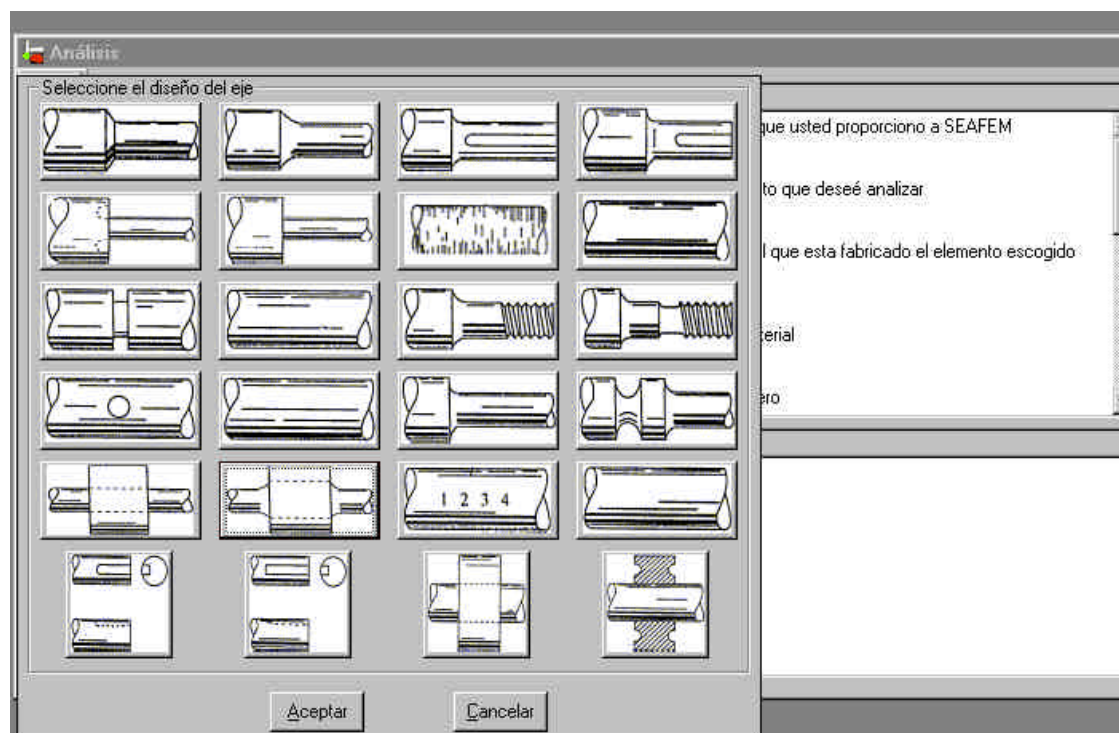 Análisis
Seleccione el diseño del eje
que usted proporciono a SEAFEM
to que deseé analizar
l que esta fabricado el elemento escogido
terial
ero
1 2 3 4
Aceptar
Cancelar